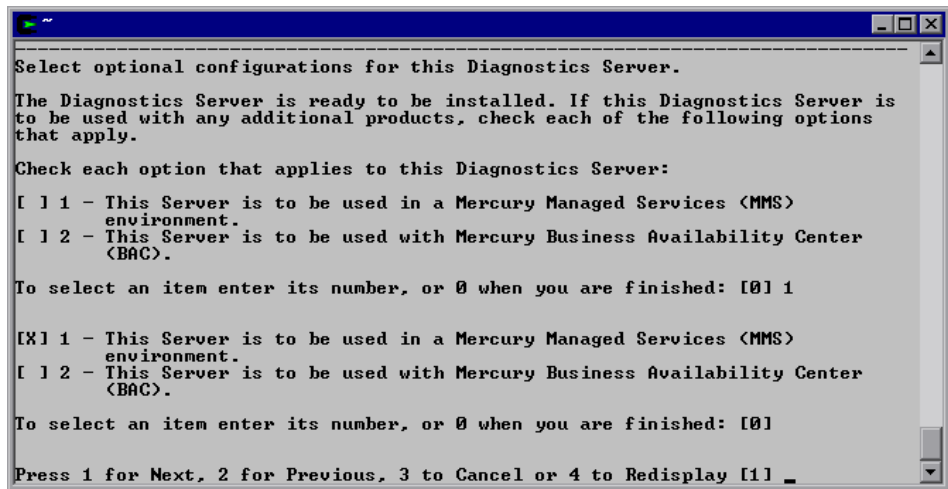 ~
--------------------------------------------------------------------------------
Select optional configurations for this Diagnostics Server.
The Diagnostics Server is ready to be installed. If this Diagnostics Server is
to be used with any additional products, check each of the following options
that apply.
Check each option that applies to this Diagnostics Server:
[ ] 1 - This Server is to be used in a Mercury Managed Services (MMS)
environment.
[ ] 2 - This Server is to be used with Mercury Business Availability Center
(BAC).
To select an item enter its number, or 0 when you are finished: [0] 1
[X] 1 - This Server is to be used in a Mercury Managed Services (MMS)
environment.
[ ] 2 - This Server is to be used with Mercury Business Availability Center
(BAC).
To select an item enter its number, or 0 when you are finished: [0]
Press 1 for Next, 2 for Previous, 3 to Cancel or 4 to Redisplay [1] _